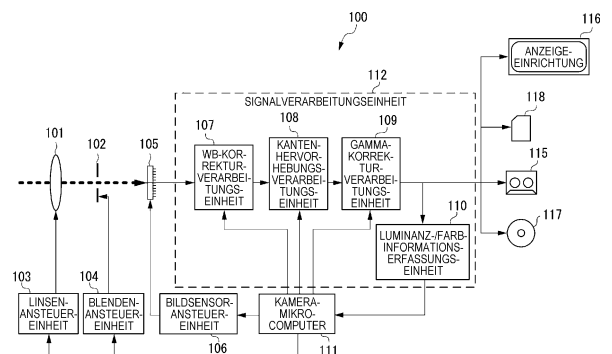 100
116
ANZEIGE-
EINRICHTUNG
112
SIGNALVERARBEITUNGSEINHEIT
118
101
102
105
107
WB-KOR-
REKTUR-
VERARBEI-
TUNGS-
EINHEIT
108
KANTEN-
HERVOR-
HEBUNGS-
VERARBEI-
TUNGS-
EINHEIT
109
GAMMA-
KORREK-
TUR-
VERARBEI-
TUNGS-
EINHEIT
115
110
LUMINANZ-/FARB-
INFORMATIONS-
ERFASSUNGS-
EINHEIT
117
103
LINSEN-
ANSTEUER-
EINHEIT
104
BLENDEN-
ANSTEUER-
EINHEIT
BILDSENSOR-
ANSTEUER-
EINHEIT
106
KAMERA-
MIKRO-
COMPUTER
111